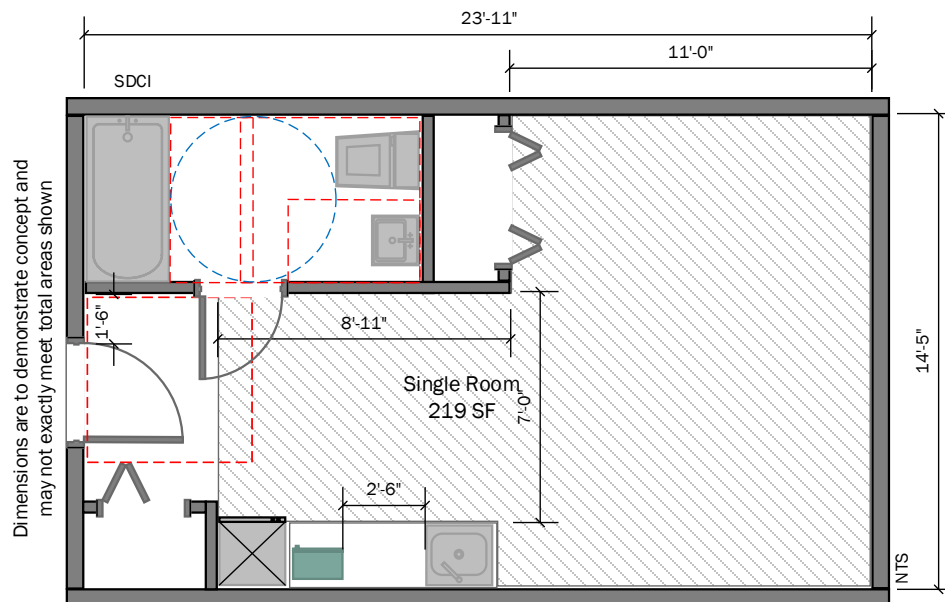 23'-11"
11'-0"
SDCI
Dimensions are to demonstrate concept and
may not exactly meet total areas shown
1'-6"
8'-11"
Single Room
219 SF
7'-0"
14'-5"
2'-6"
NTS